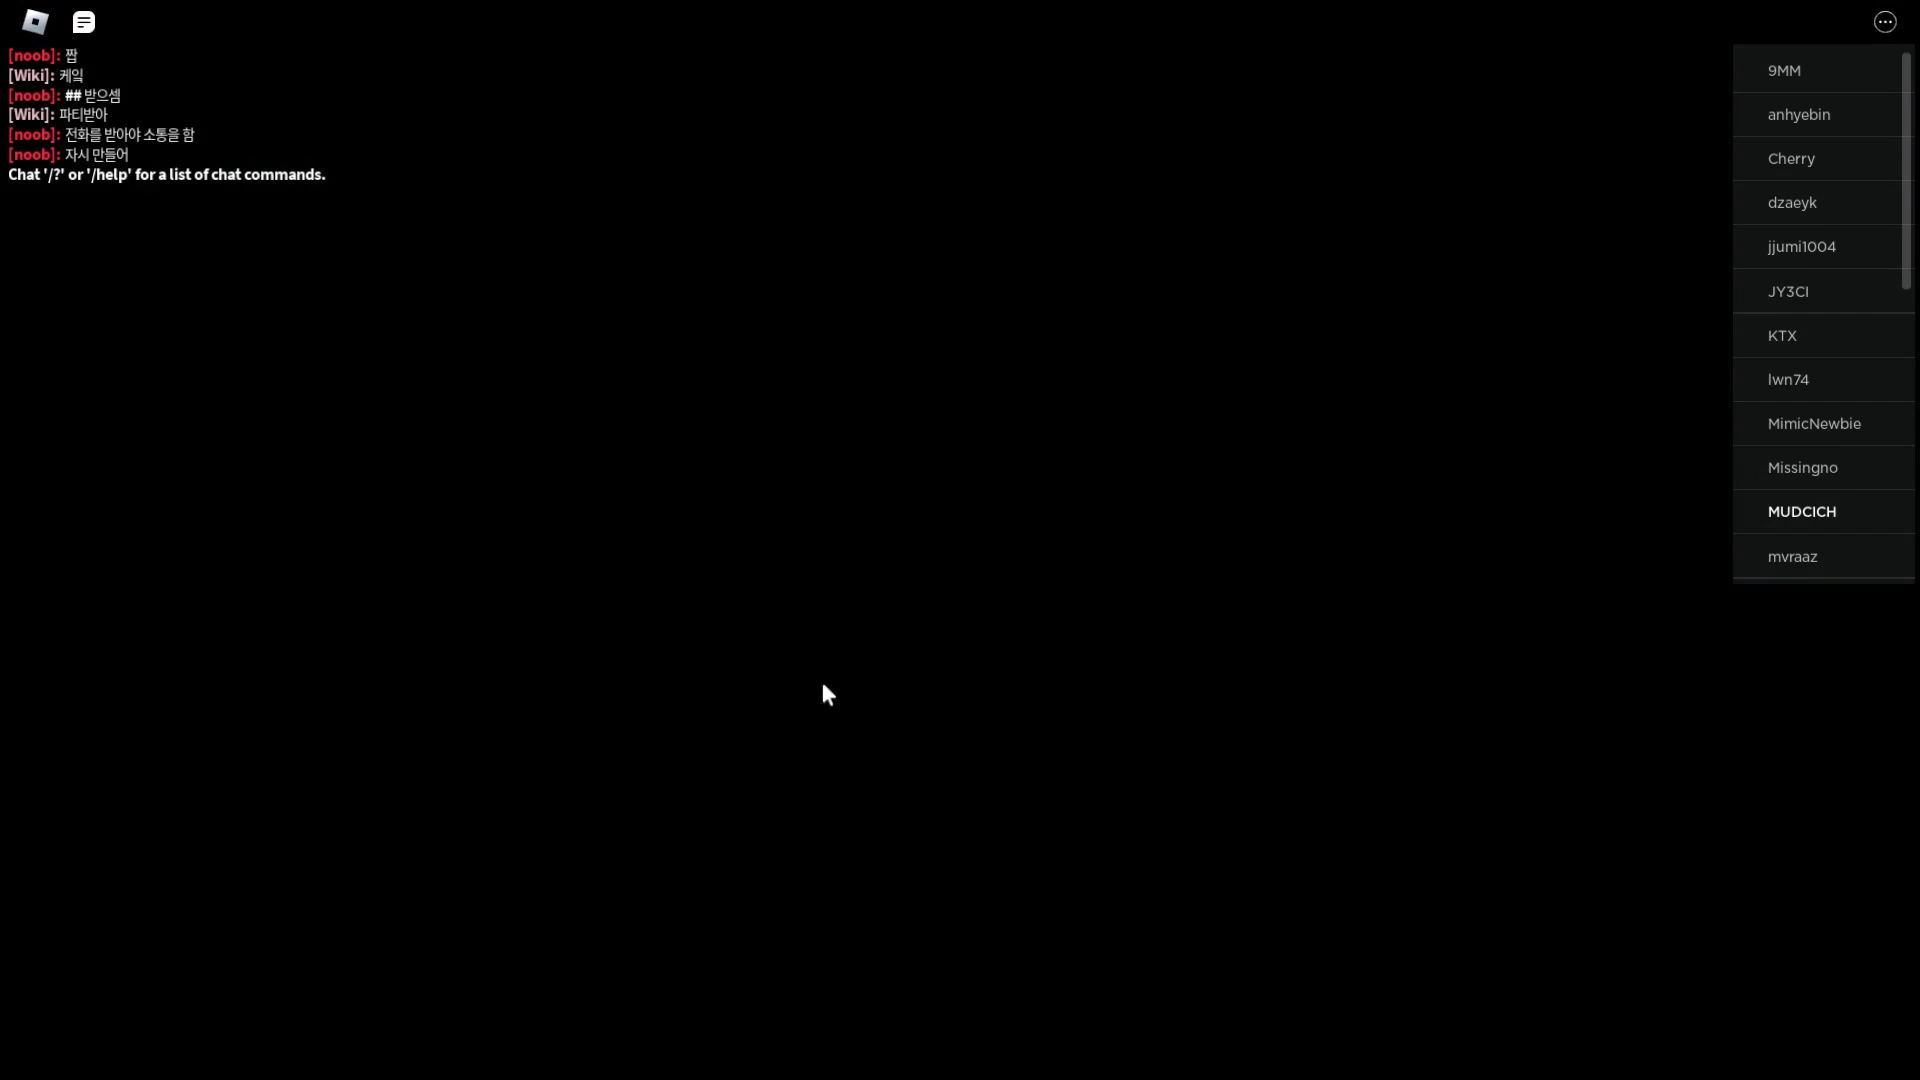 [noob]: 짭
[Wiki]: 케잌
[noob]: ## 받으셈
[Wiki]: 파티받아
[noob]: 전화를 받아야 소통을 함
[noob]: 자시 만들어
Chat '/?' or '/help' for a list of chat commands.
9MM
anhyebin
Cherry
dzaeyk
jjumi1004
JY3CI
KTX
lwn74
MimicNewbie
Missingno
MUDCICH
mvraaz